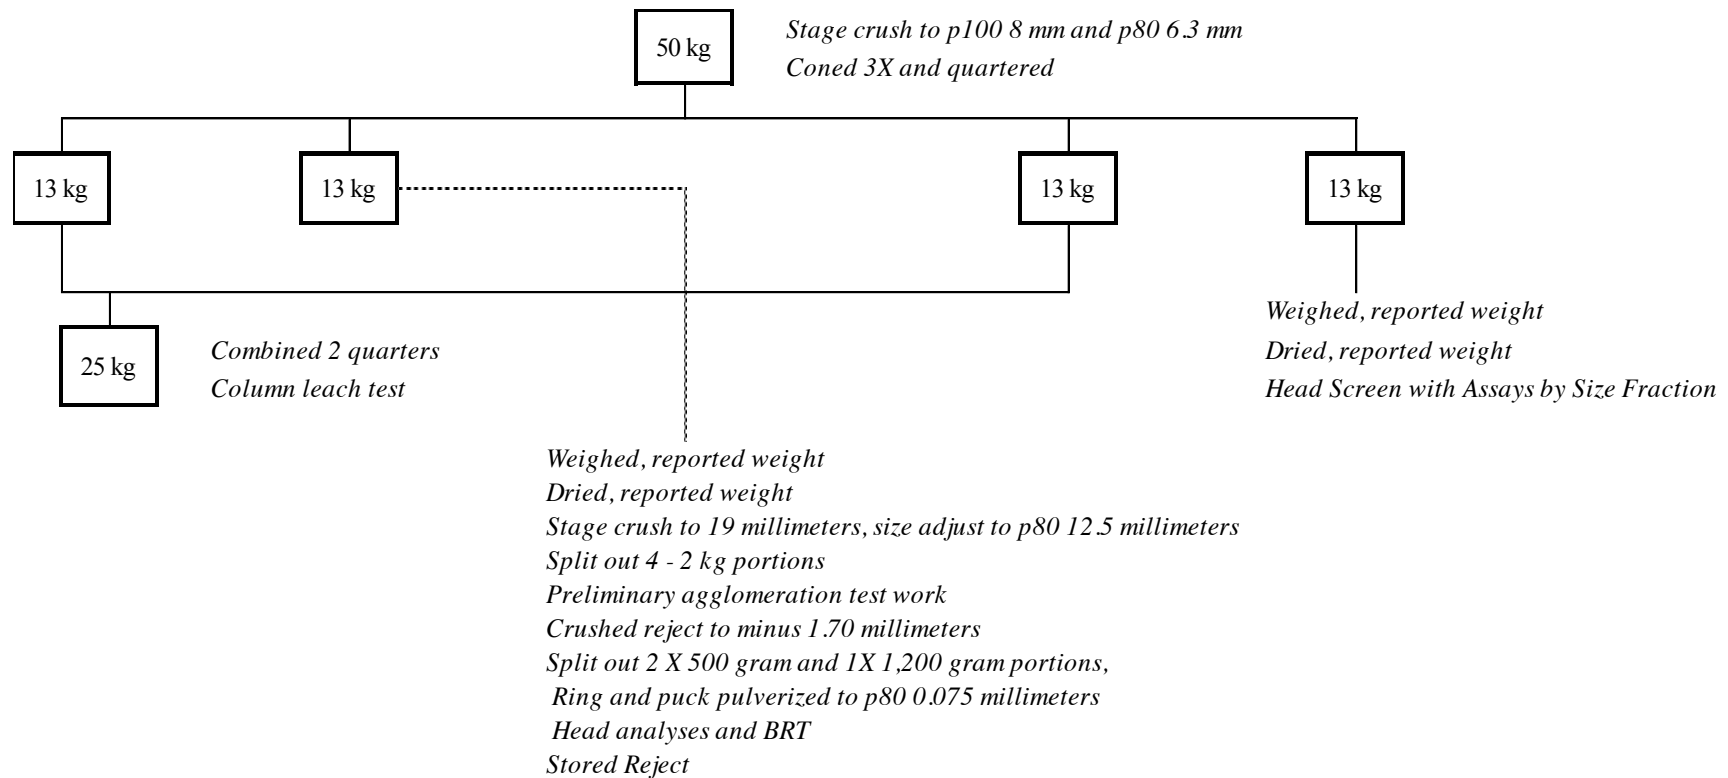 50 kg
Stage crush to p100 8 mm and p80 6.3 mm
Coned 3X and quartered
13 kg
13 kg
13 kg
13 kg
25 kg
Combined 2 quarters
Column leach test
Weighed, reported weight
Dried, reported weight
Head Screen with Assays by Size Fraction
Weighed, reported weight
Dried, reported weight
Stage crush to 19 millimeters, size adjust to p80 12.5 millimeters
Split out 4 - 2 kg portions
Preliminary agglomeration test work
Crushed reject to minus 1.70 millimeters
Split out 2 X 500 gram and 1X 1,200 gram portions,
Ring and puck pulverized to p80 0.075 millimeters
Head analyses and BRT
Stored Reject